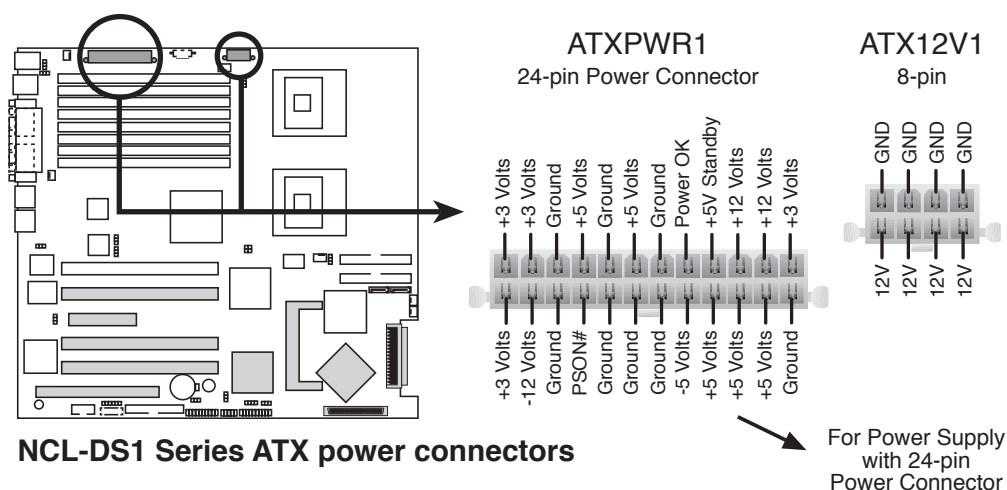 ATXPWR1
24-pin Power Connector
+3 Volts
+3 Volts
Ground
+5 Volts
Ground
+5 Volts
Ground
Power OK
+5V Standby
+12 Volts
+12 Volts
+3 Volts
+3 Volts
-12 Volts
Ground
PSON#
Ground
Ground
Ground
-5 Volts
+5 Volts
+5 Volts
+5 Volts
Ground
ATX12V1
8-pin
GND
GND
GND
GND
12V
12V
12V
12V
NCL-DS1 Series ATX power connectors
For Power Supply
with 24-pin
Power Connector